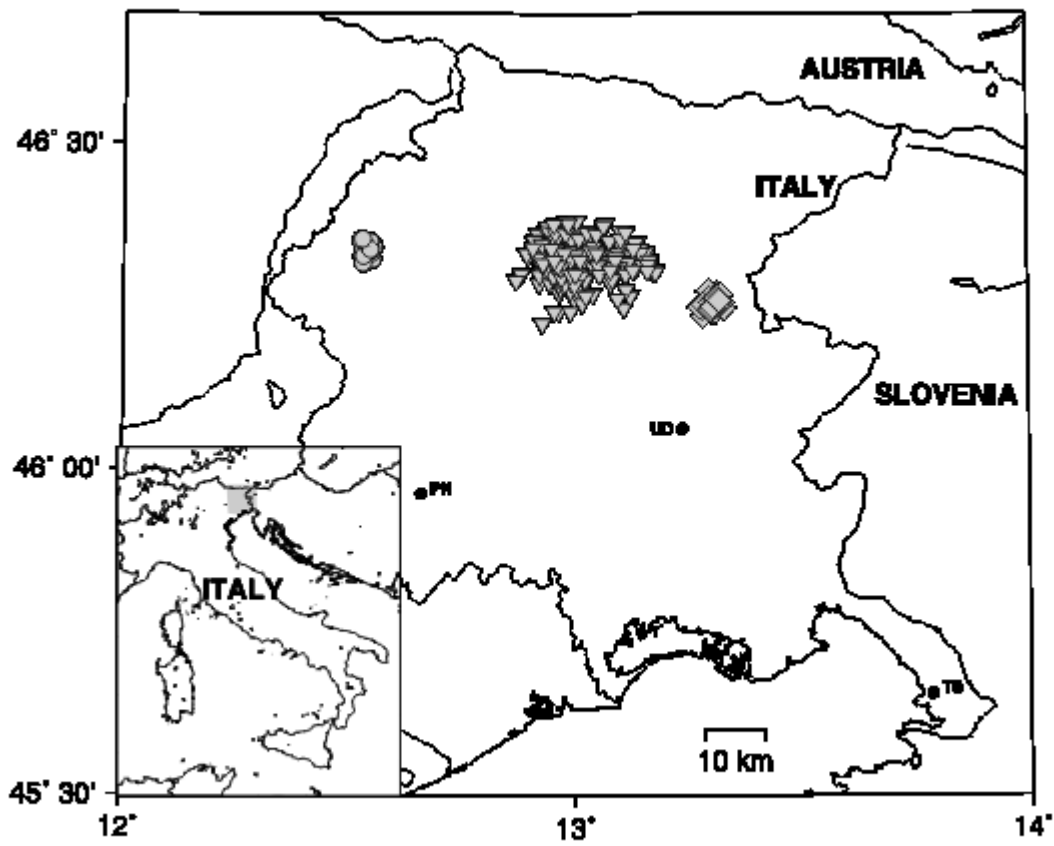 AUSTRIA
46° 30'
ITALY
SLOVENIA
UD
46° 00'
PN
ITALY
TS
10 km
45° 30'
12°
13°
14°